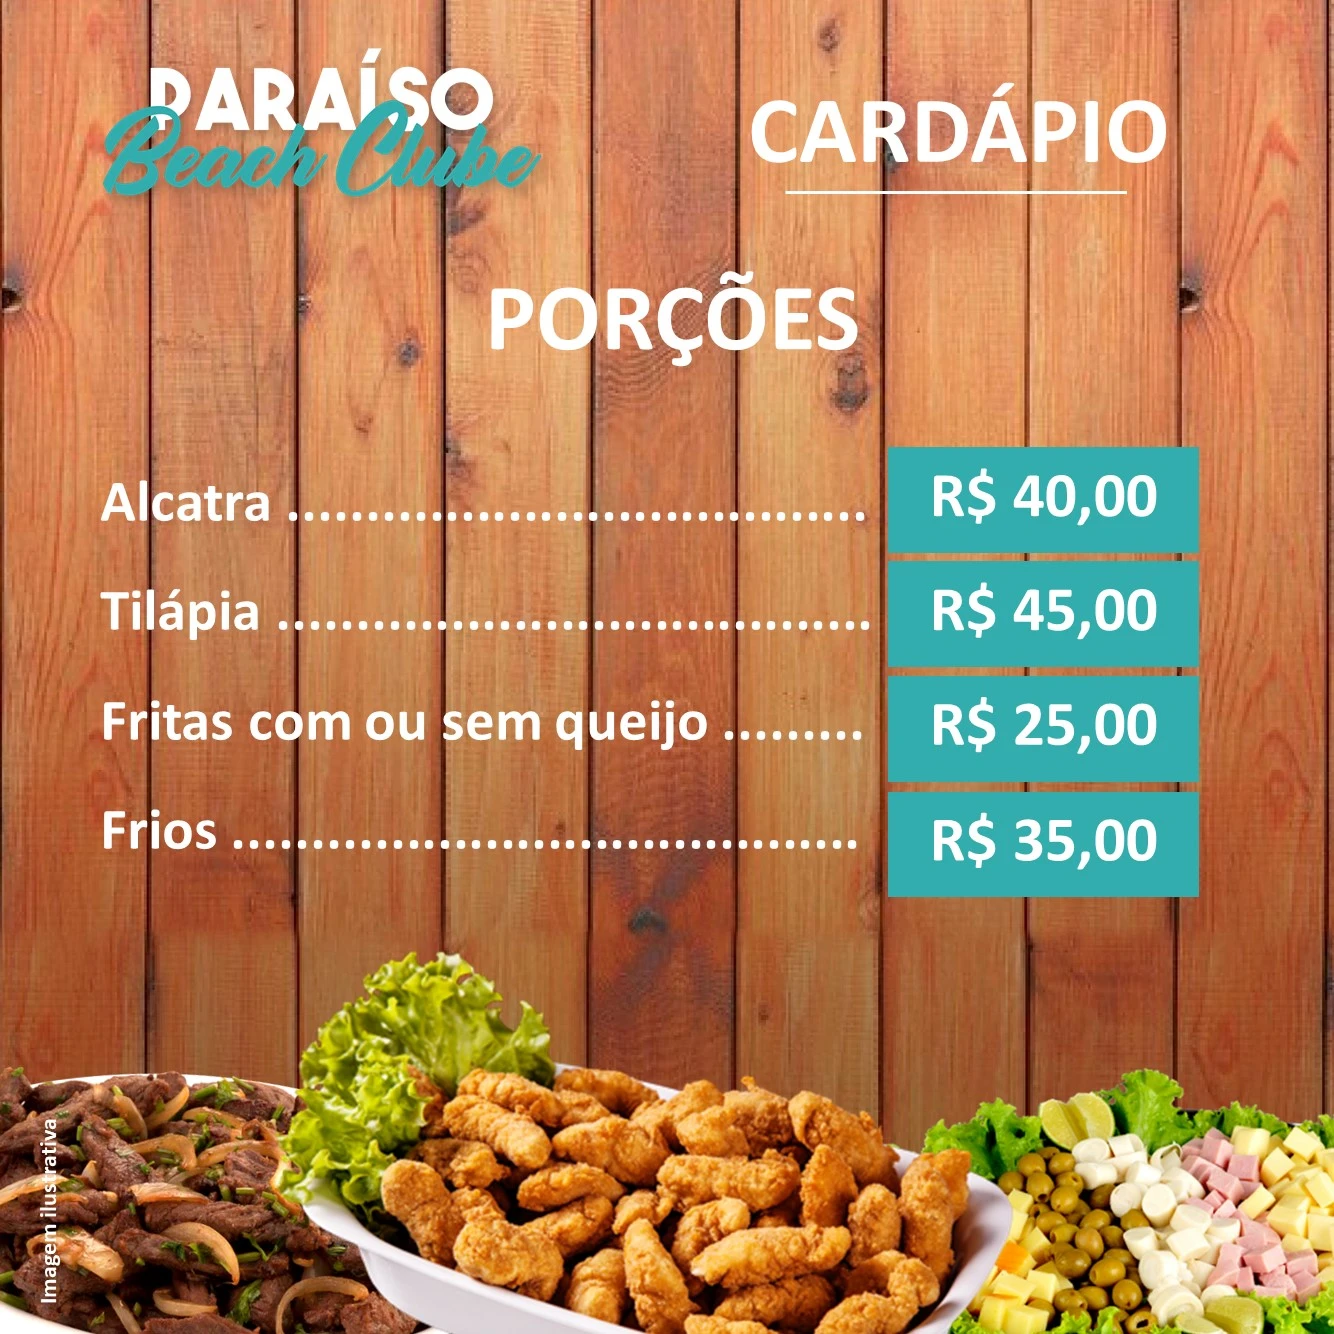 PARAÍSO
Beach Clube
CARDÁPIO
PORÇÕES
Alcatra ............................................. R$ 40,00
Tilápia .............................................. R$ 45,00
Fritas com ou sem queijo ......... R$ 25,00
Frios ................................................ R$ 35,00
Imagem ilustrativa